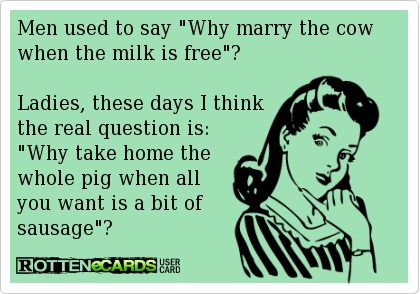 Men used to say "Why marry the cow
when the milk is free"?
Ladies, these days I think
the real question is:
"Why take home the
whole pig when all
you want is a bit of
sausage"?
ROTTENeCARDS USER
CARD